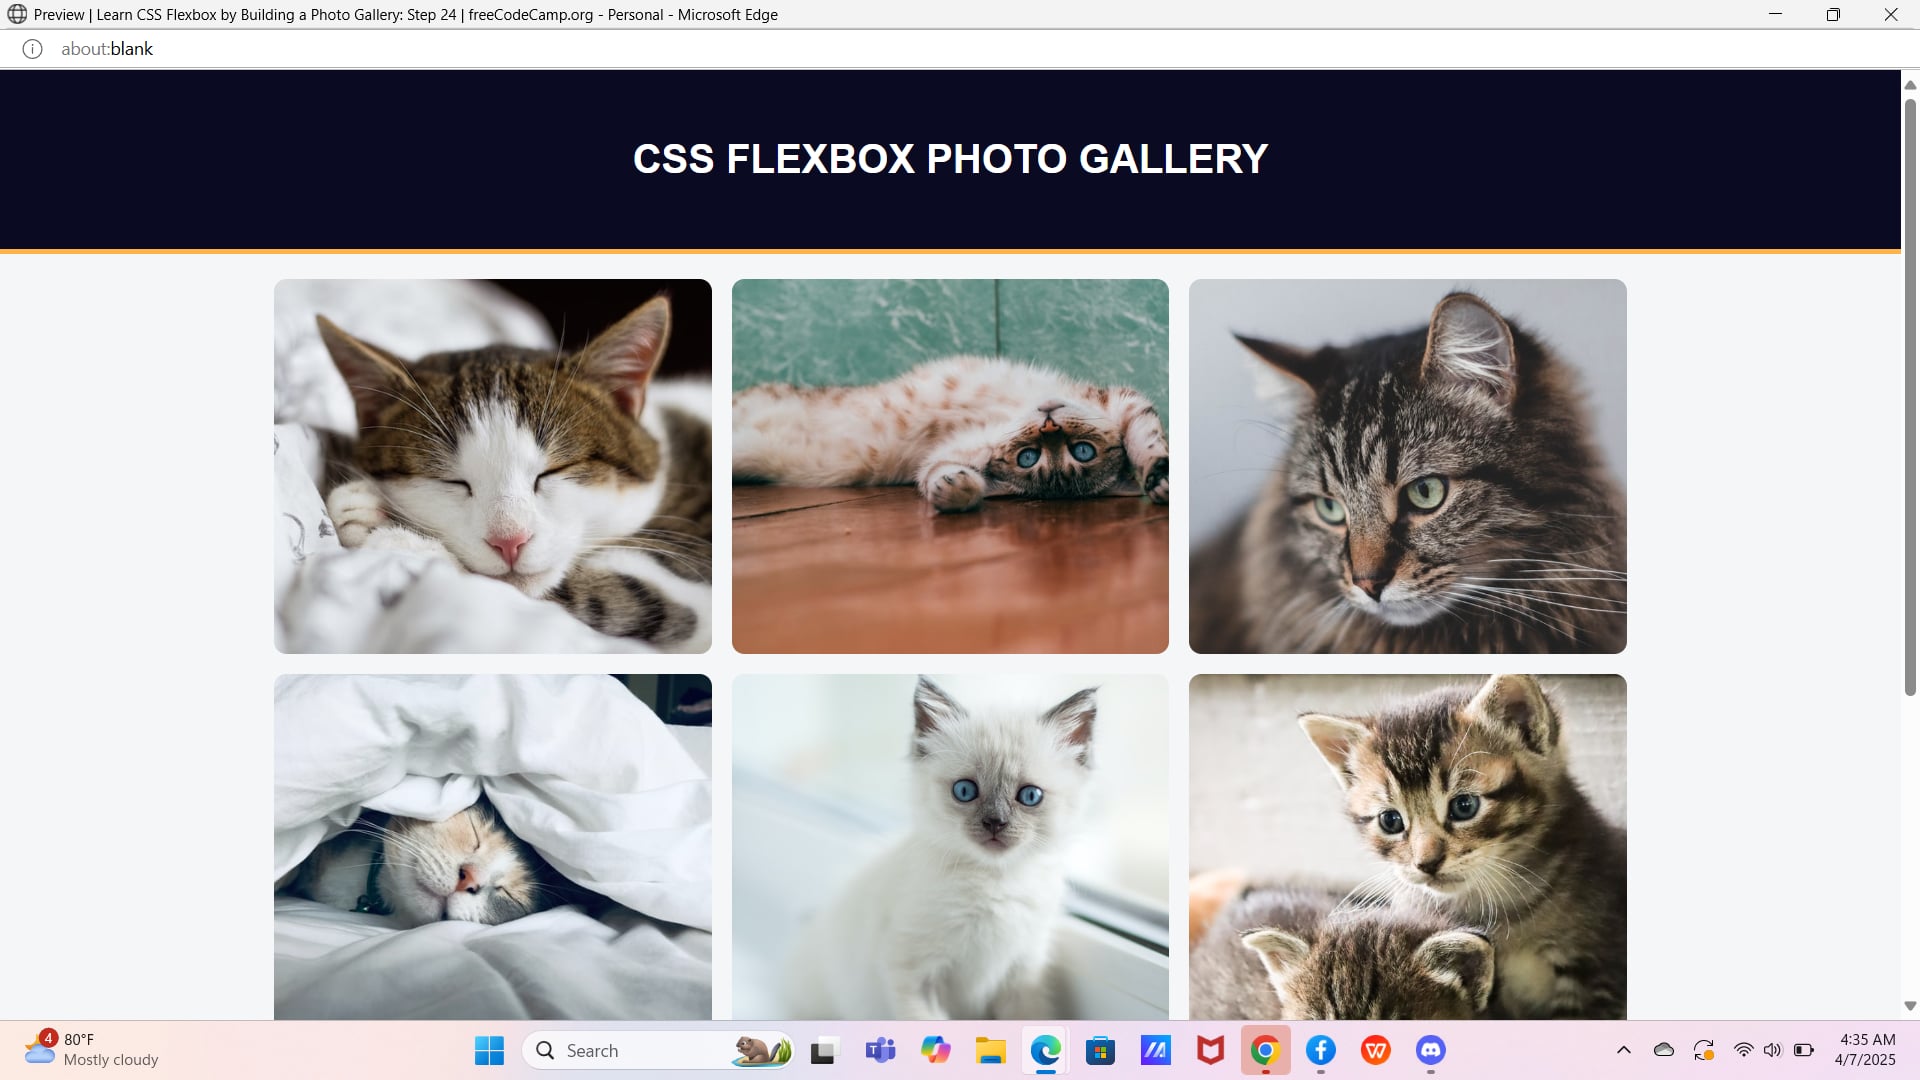 Preview | Learn CSS Flexbox by Building a Photo Gallery: Step 24 | freeCodeCamp.org - Personal - Microsoft Edge
about:blank
CSS FLEXBOX PHOTO GALLERY
4
80°F
Mostly cloudy
Search
4:35 AM
4/7/2025